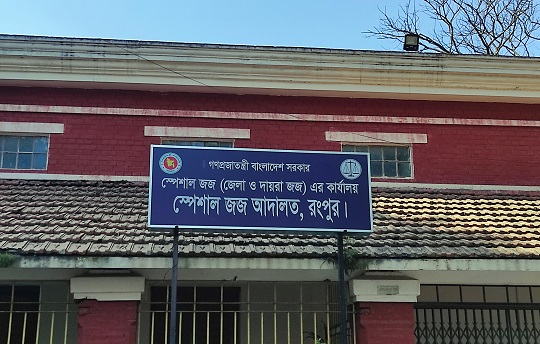 গণপ্রজাতন্ত্রী বাংলাদেশ সরকার
স্পেশাল জজ (জেলা ও দায়রা জজ) এর কার্যালয়
স্পেশাল জজ আদালত, রংপুর।